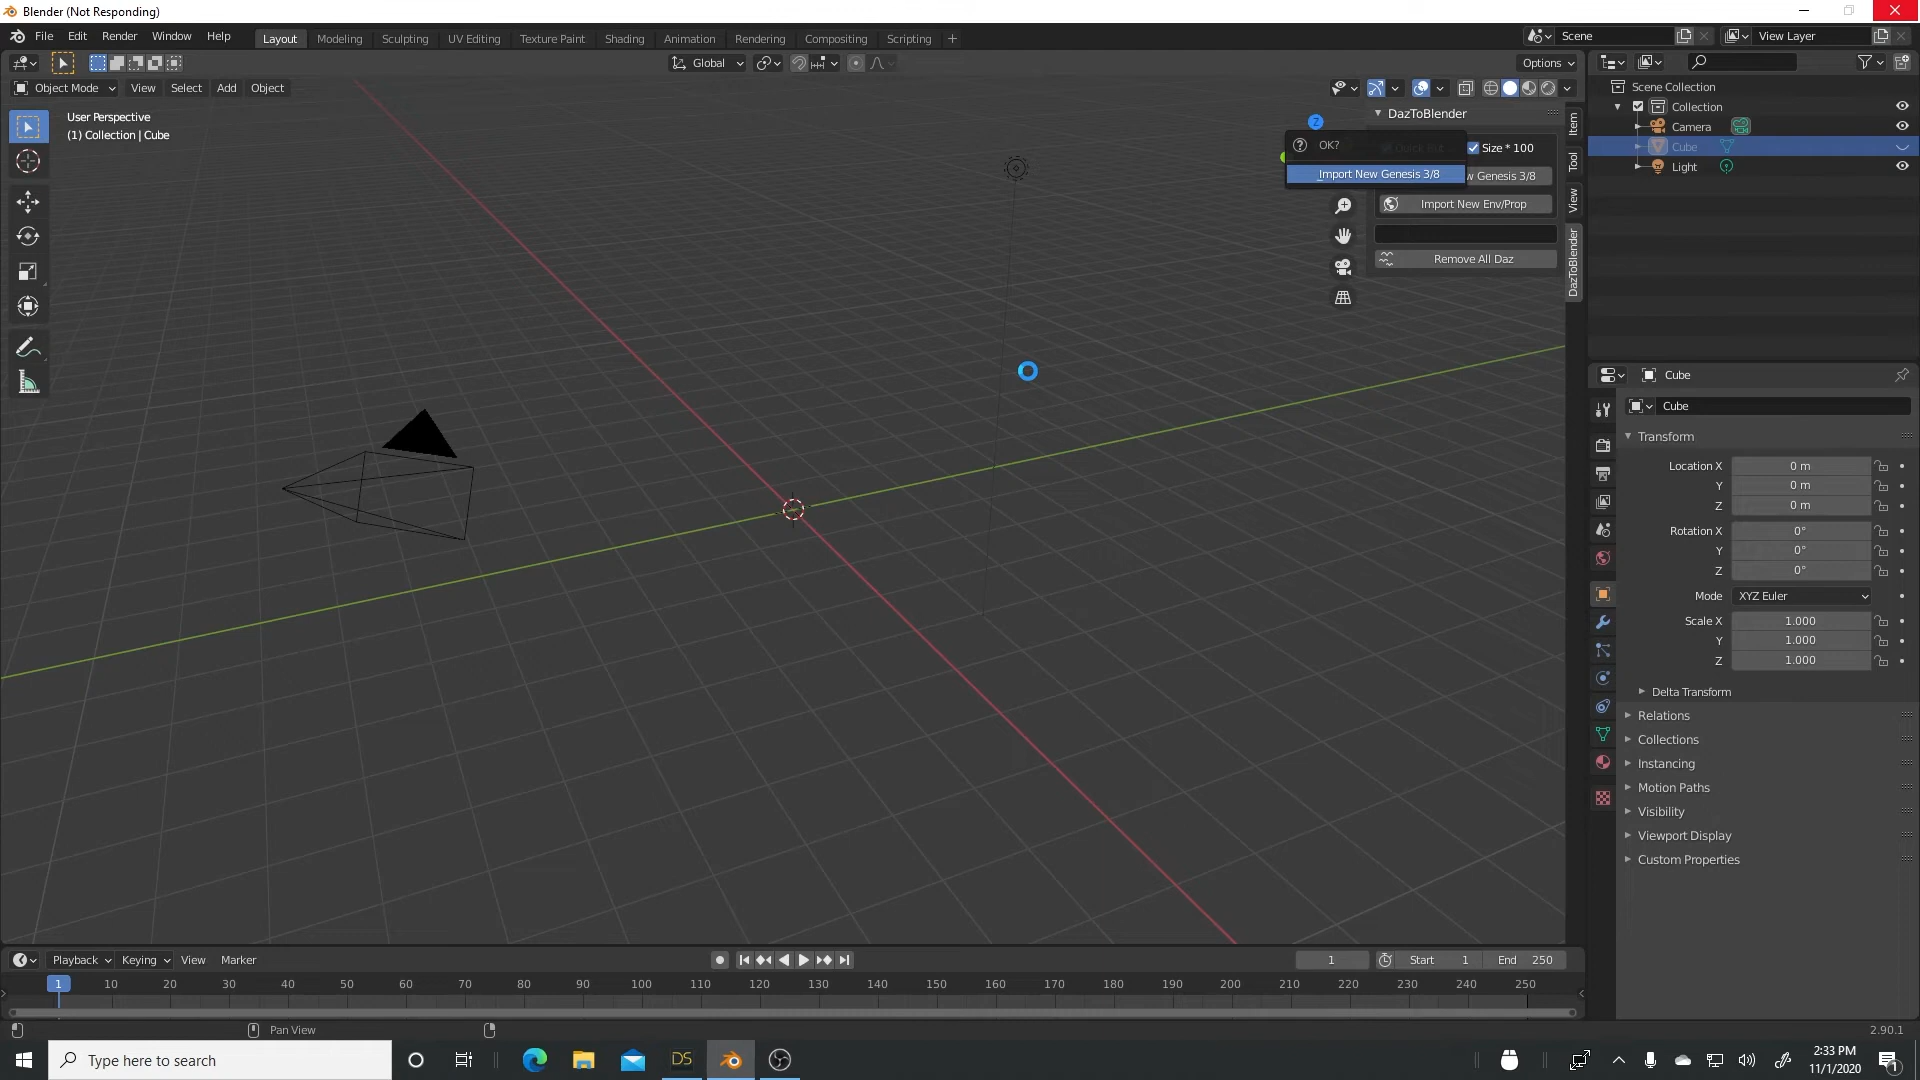 Blender (Not Responding)
File Edit Render Window Help
Layout Modeling Sculpting UV Editing Texture Paint Shading Animation Rendering Compositing Scripting +
Scene
View Layer
Global
Options
Object Mode View Select Add Object
User Perspective
(1) Collection | Cube
Z
DazToBlender
OK?
Size * 100
Import New Genesis 3/8
w Genesis 3/8
Import New Env/Prop
Remove All Daz
Item
Tool
View
DazToBlender
Scene Collection
Collection
Camera
Cube
Light
Cube
Cube
Transform
Location X 0 m
Y 0 m
Z 0 m
Rotation X 0°
Y 0°
Z 0°
Mode XYZ Euler
Scale X 1.000
Y 1.000
Z 1.000
Delta Transform
Relations
Collections
Instancing
Motion Paths
Visibility
Viewport Display
Custom Properties
Playback Keying View Marker
1 Start 1 End 250
1 10 20 30 40 50 60 70 80 90 100 110 120 130 140 150 160 170 180 190 200 210 220 230 240 250
Pan View
2.90.1
Type here to search
DS
2:33 PM
11/1/2020
1